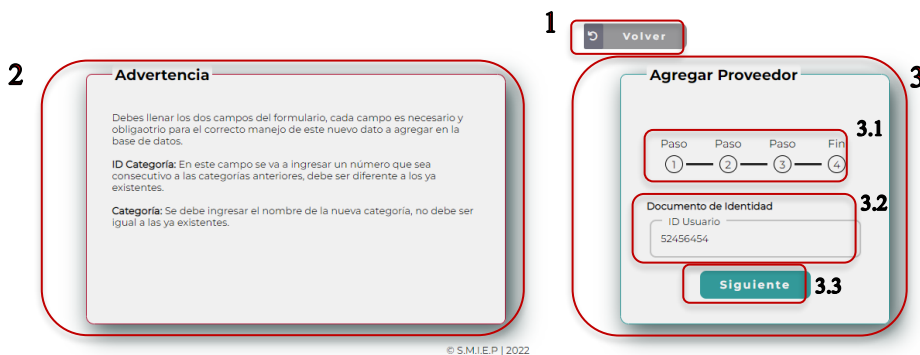 1
Volver
2
Advertencia
Debes llenar los dos campos del formulario, cada campo es necesario y
obligaotrio para el correcto manejo de este nuevo dato a agregar en la
base de datos.
ID Categoría: En este campo se va a ingresar un número que sea
consecutivo a las categorías anteriores, debe ser diferente a los ya
existentes.
Categoría: Se debe ingresar el nombre de la nueva categoría, no debe ser
igual a las ya existentes.
3
Agregar Proveedor
3.1
Paso Paso Paso Fin
1 2 3 4
3.2
Documento de Identidad
ID Usuario
52456454
Siguiente
3.3
© S.M.I.E.P | 2022